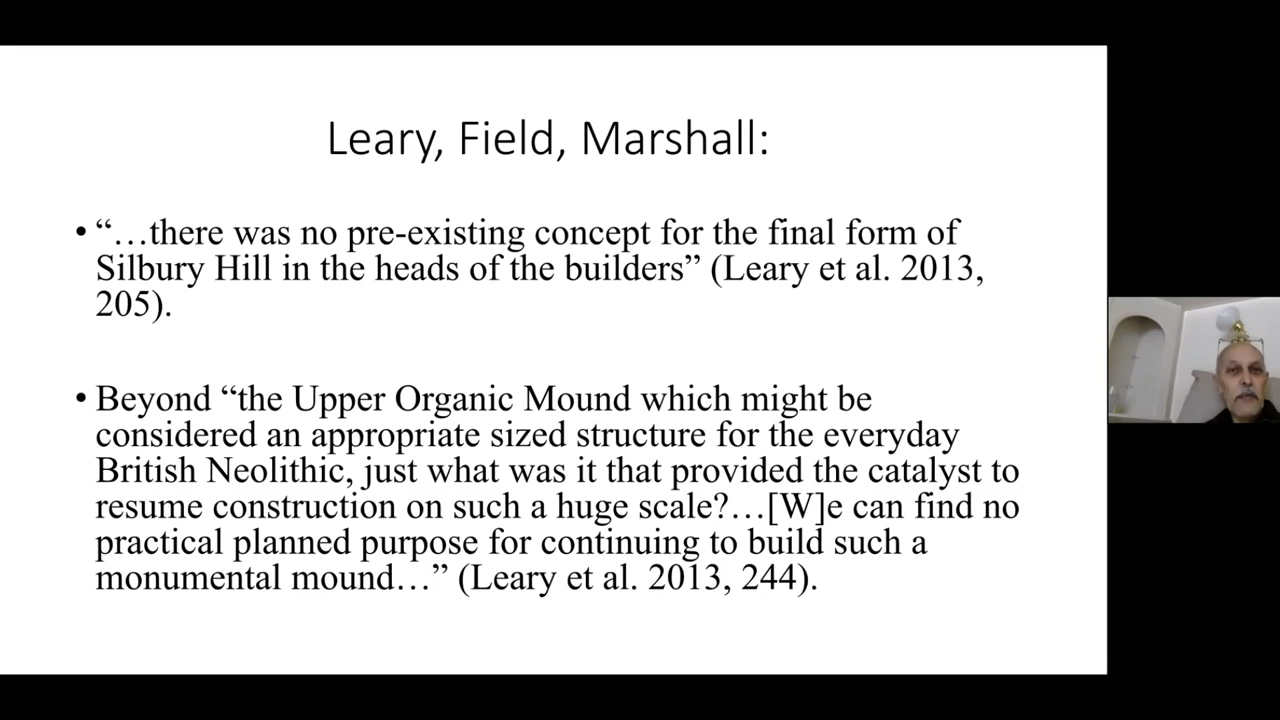 Leary, Field, Marshall:
• “…there was no pre-existing concept for the final form of
Silbury Hill in the heads of the builders” (Leary et al. 2013,
205).
• Beyond “the Upper Organic Mound which might be
considered an appropriate sized structure for the everyday
British Neolithic, just what was it that provided the catalyst to
resume construction on such a huge scale?…[W]e can find no
practical planned purpose for continuing to build such a
monumental mound…” (Leary et al. 2013, 244).